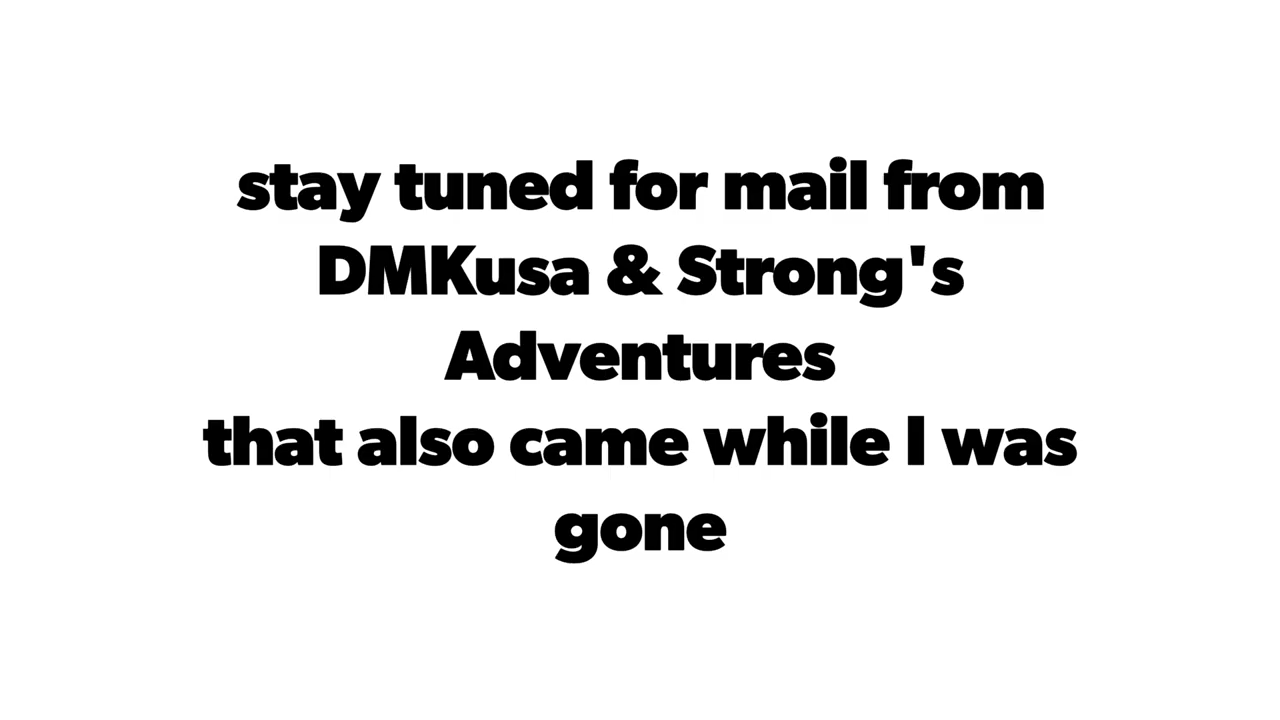 stay tuned for mail from
DMKusa & Strong's
Adventures
that also came while I was
gone